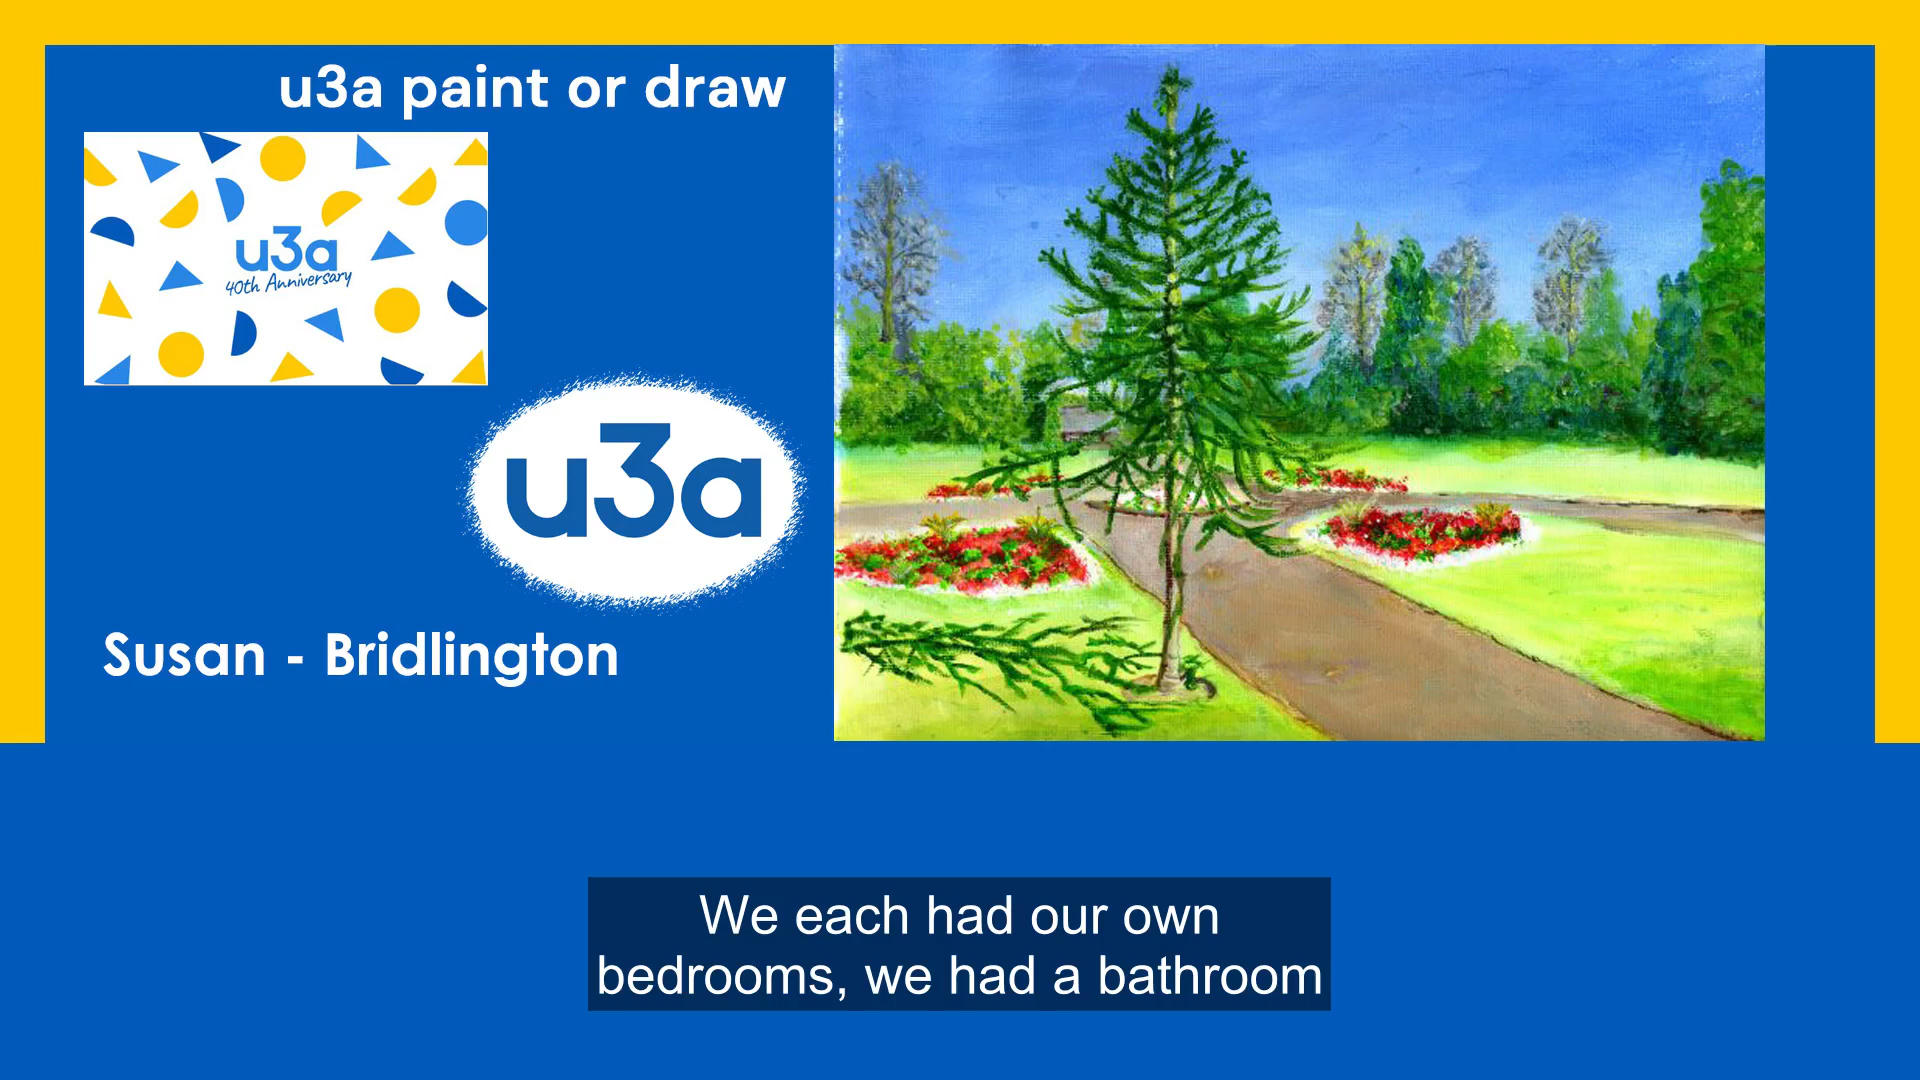 u3a paint or draw
u3a
40th Anniversary
u3a
Susan - Bridlington
We each had our own
bedrooms, we had a bathroom